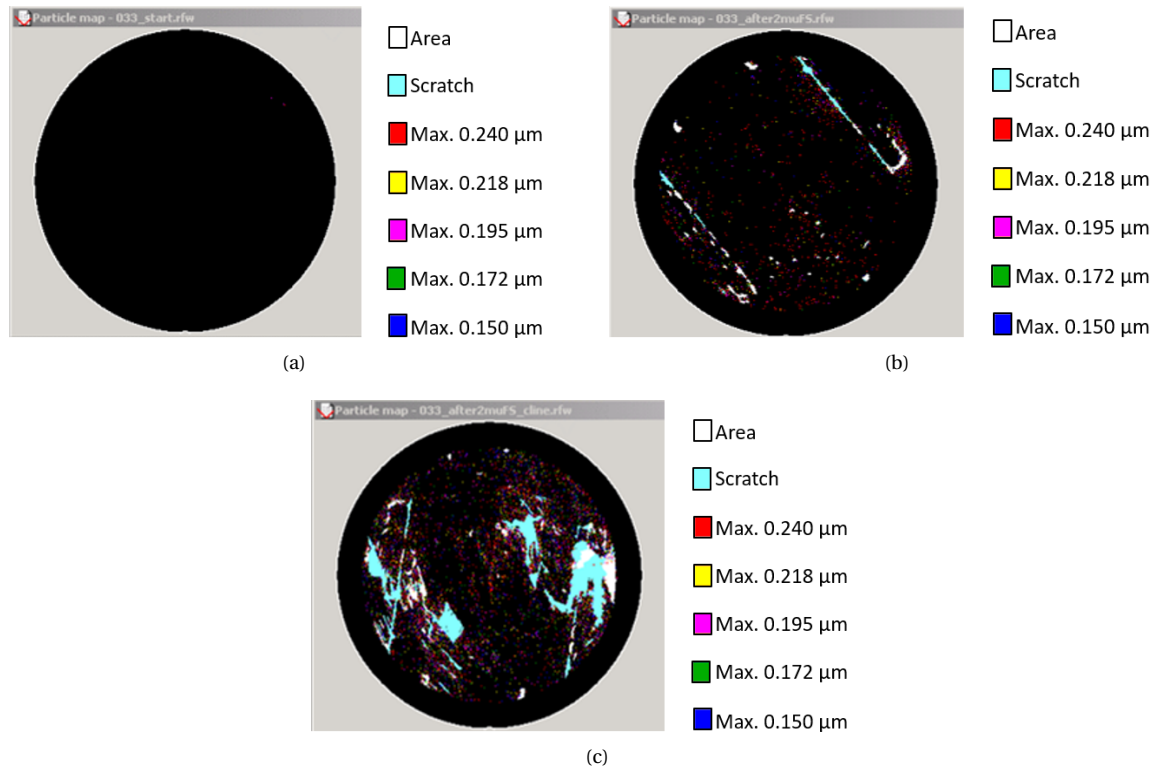 Particle map - 033_start.rfw
Area
Scratch
Max. 0.240 µm
Max. 0.218 µm
Max. 0.195 µm
Max. 0.172 µm
Max. 0.150 µm
(a)
Particle map - 033_after2muFS.rfw
Area
Scratch
Max. 0.240 µm
Max. 0.218 µm
Max. 0.195 µm
Max. 0.172 µm
Max. 0.150 µm
(b)
Particle map - 033_after2muFS_cline.rfw
Area
Scratch
Max. 0.240 µm
Max. 0.218 µm
Max. 0.195 µm
Max. 0.172 µm
Max. 0.150 µm
(c)